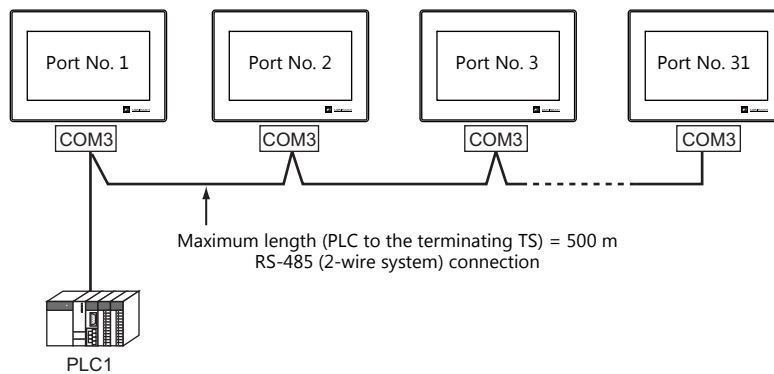 Port No. 1
Port No. 2
Port No. 3
Port No. 31
COM3
COM3
COM3
COM3
Maximum length (PLC to the terminating TS) = 500 m
RS-485 (2-wire system) connection
PLC1